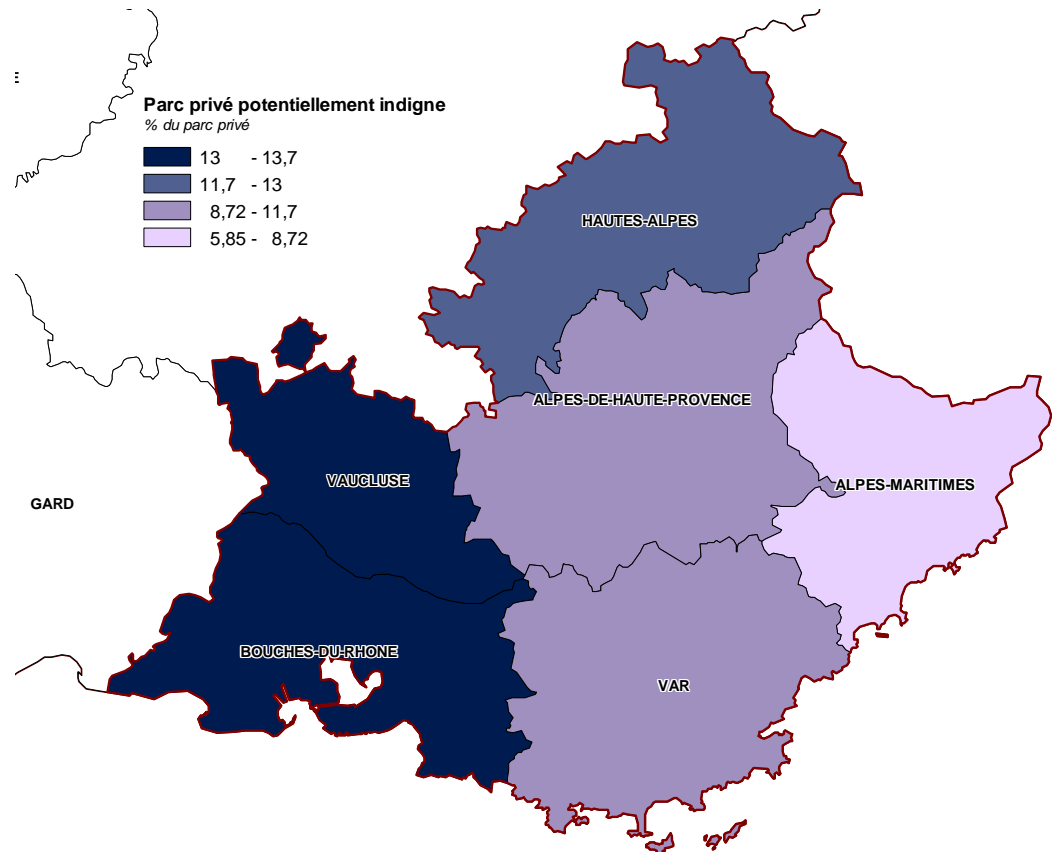 Parc privé potentiellement indigne
% du parc privé
13 - 13,7
11,7 - 13
8,72 - 11,7
5,85 - 8,72
HAUTES-ALPES
ALPES-DE-HAUTE-PROVENCE
VAUCLUSE
ALPES-MARITIMES
GARD
BOUCHES-DU-RHONE
VAR